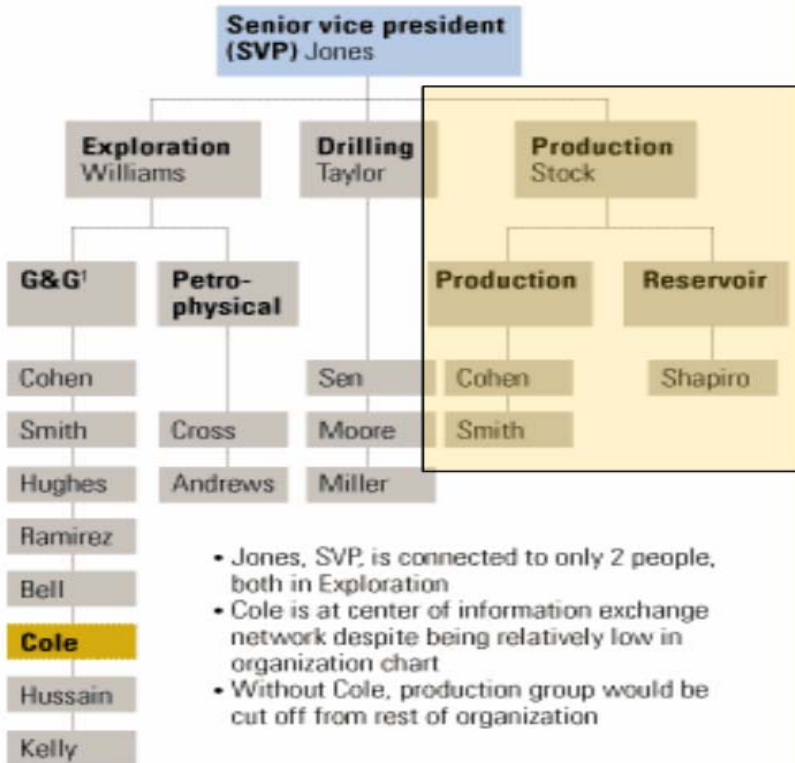 Senior vice president
(SVP) Jones
Exploration
Williams
Drilling
Taylor
Production
Stock
G&G¹
Petro-
physical
Production
Reservoir
Cohen
Smith
Hughes
Ramirez
Bell
Cole
Hussain
Kelly
Cross
Andrews
Sen
Moore
Miller
Cohen
Smith
Shapiro
• Jones, SVP, is connected to only 2 people,
both in Exploration
• Cole is at center of information exchange
network despite being relatively low in
organization chart
• Without Cole, production group would be
cut off from rest of organization